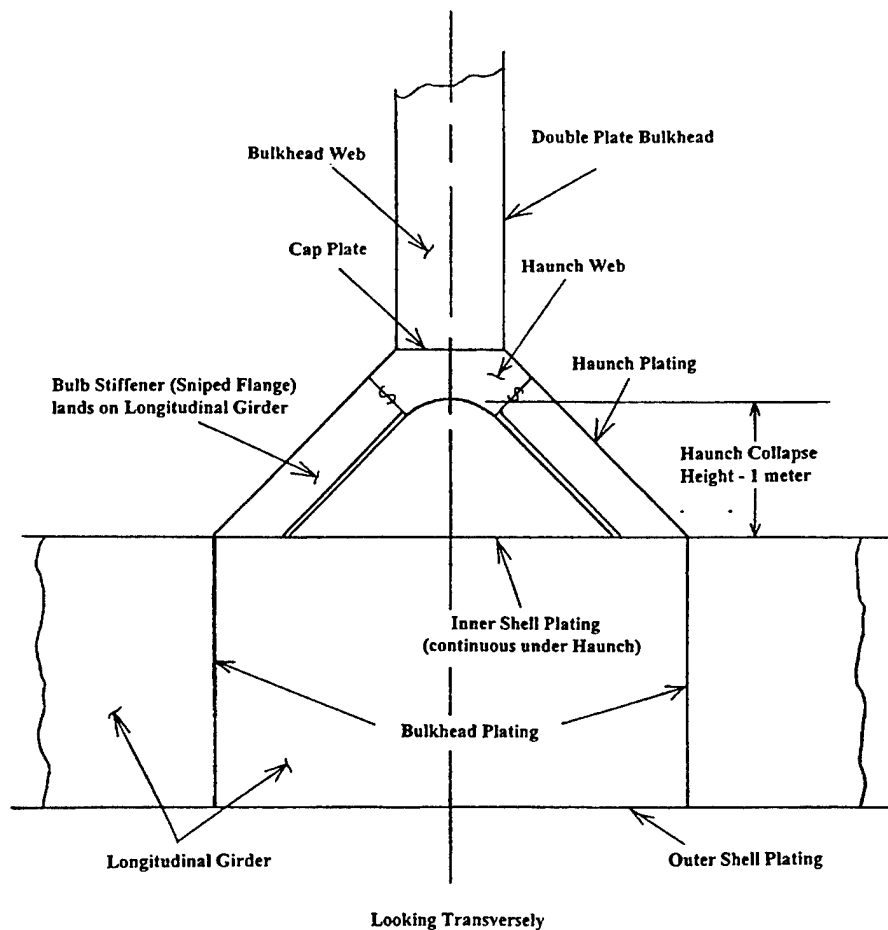 Double Plate Bulkhead
Bulkhead Web
Cap Plate
Haunch Web
Haunch Plating
Bulb Stiffener (Sniped Flange)
lands on Longitudinal Girder
Haunch Collapse
Height - 1 meter
Inner Shell Plating
(continuous under Haunch)
Bulkhead Plating
Longitudinal Girder
Outer Shell Plating
Looking Transversely